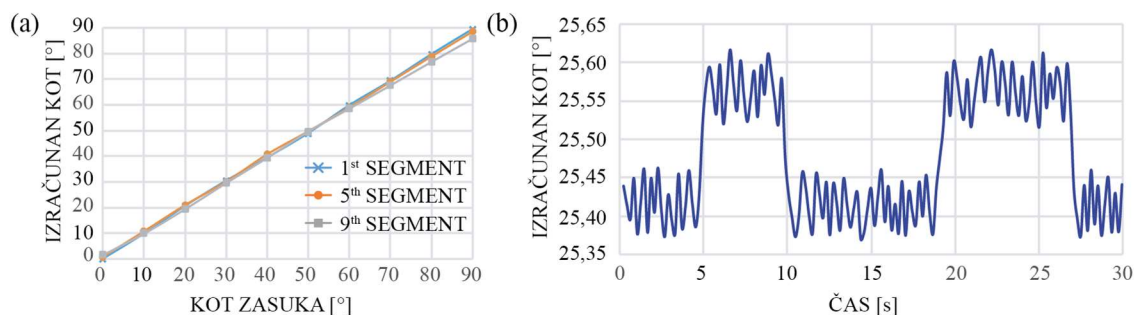 (a)
IZRAČUNAN KOT [°]
90
80
70
60
50
40
30
20
10
0
1st SEGMENT
5th SEGMENT
9th SEGMENT
0 10 20 30 40 50 60 70 80 90
KOT ZASUKA [°]
(b)
IZRAČUNAN KOT [°]
25,65
25,60
25,50
25,45
25,40
25,35
0 5 10 15 20 25 30
ČAS [s]